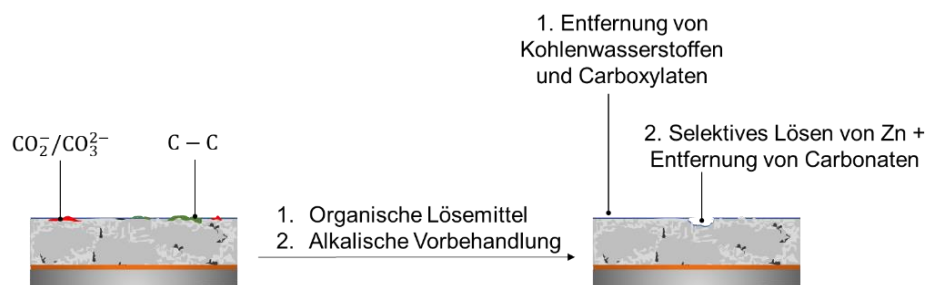 1. Entfernung von
Kohlenwasserstoffen
und Carboxylaten
CO₂⁻/CO₃²⁻
C – C
2. Selektives Lösen von Zn +
Entfernung von Carbonaten
1. Organische Lösemittel
2. Alkalische Vorbehandlung